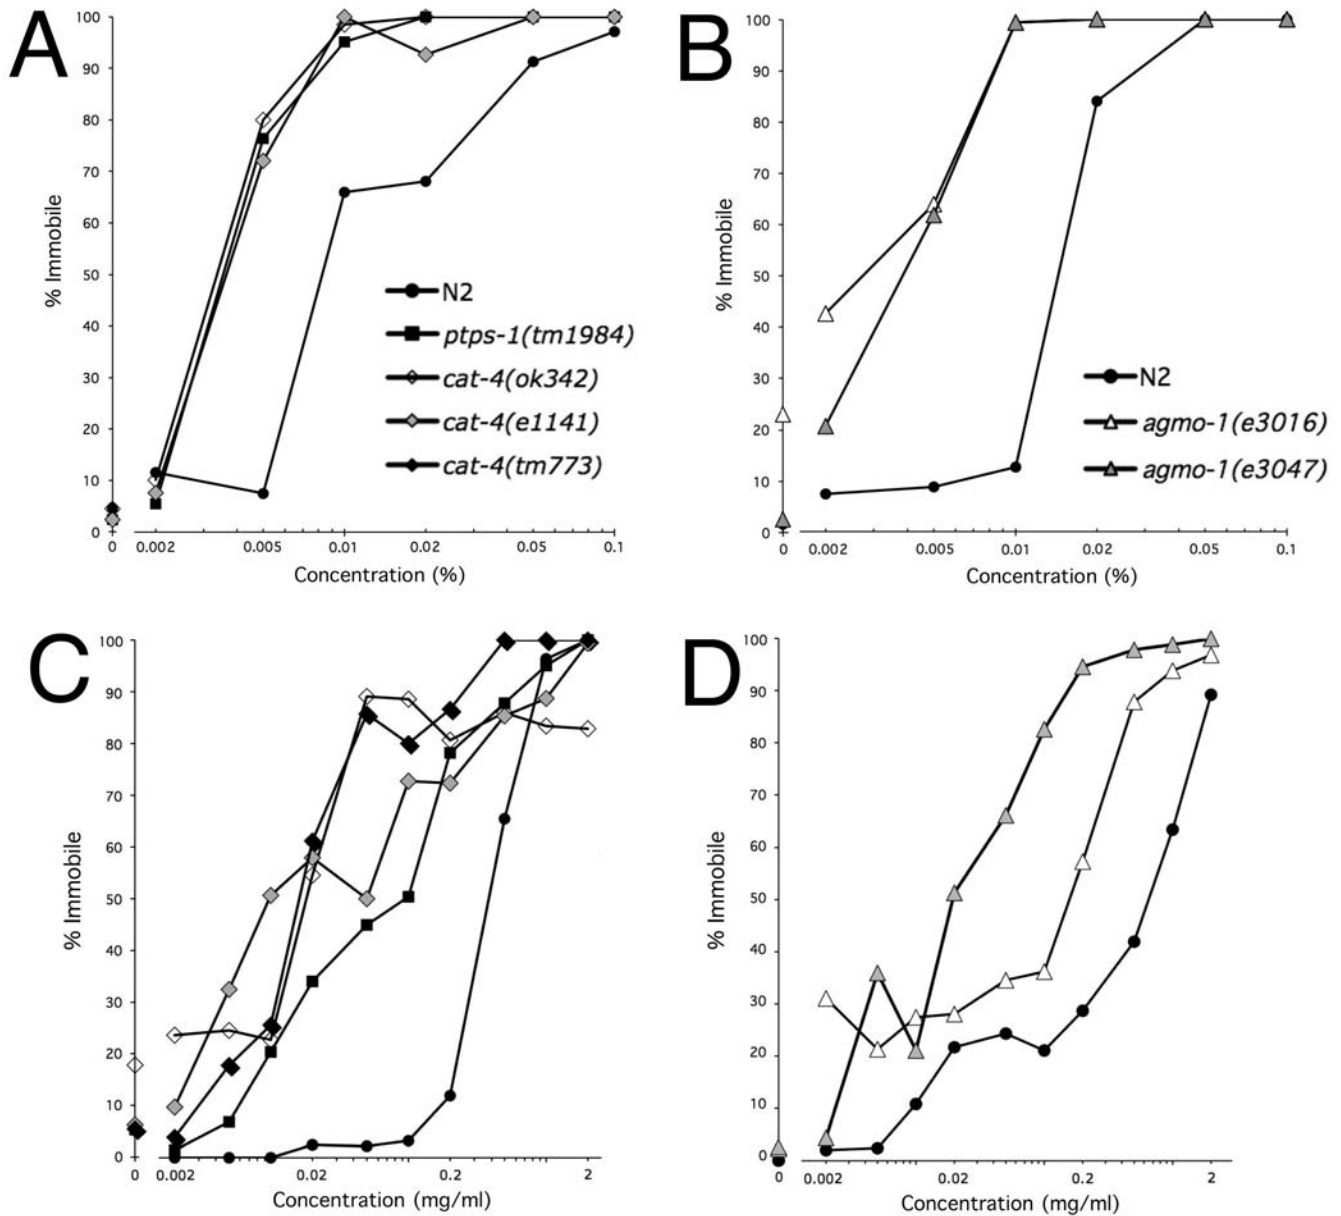 A
100
90
80
70
60
50
40
30
20
10
0
% Immobile
N2
ptps-1(tm1984)
cat-4(ok342)
cat-4(e1141)
cat-4(tm773)
0 0.002 0.005 0.01 0.02 0.05 0.1
Concentration (%)
B
100
90
80
70
60
50
40
30
20
10
0
% Immobile
N2
agmo-1(e3016)
agmo-1(e3047)
0 0.002 0.005 0.01 0.02 0.05 0.1
Concentration (%)
C
100
90
80
70
60
50
40
30
20
10
0
% Immobile
0 0.002 0.02 0.2 2
Concentration (mg/ml)
D
100
90
80
70
60
50
40
30
20
10
0
% Immobile
0 0.002 0.02 0.2 2
Concentration (mg/ml)